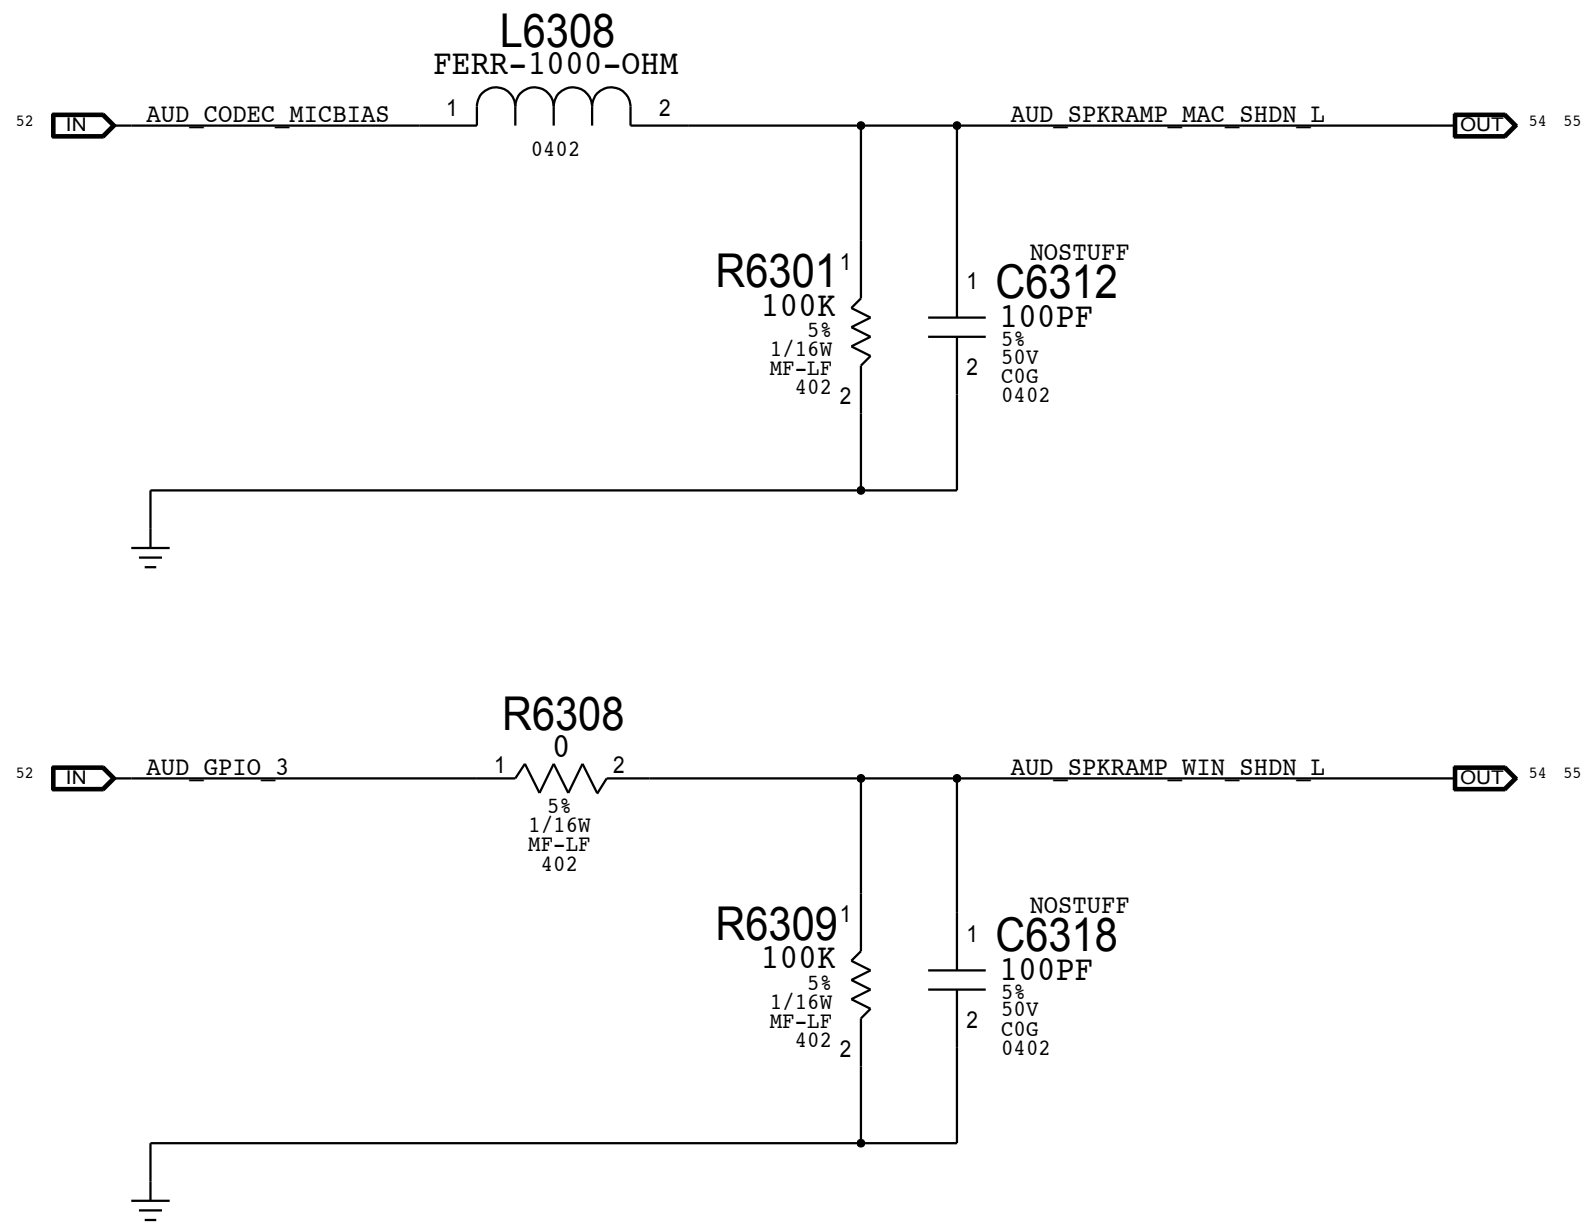 L6308
FERR-1000-OHM
52 IN AUD_CODEC_MICBIAS 1 2 AUD_SPKRAMP_MAC_SHDN_L OUT 54 55
0402
R6301 1
100K
5%
1/16W
MF-LF
402 2
NOSTUFF
1 C6312
100PF
5%
2 50V
C0G
0402
R6308
0
52 IN AUD_GPIO_3 1 2 AUD_SPKRAMP_WIN_SHDN_L OUT 54 55
5%
1/16W
MF-LF
402
R6309 1
100K
5%
1/16W
MF-LF
402 2
NOSTUFF
1 C6318
100PF
5%
2 50V
C0G
0402